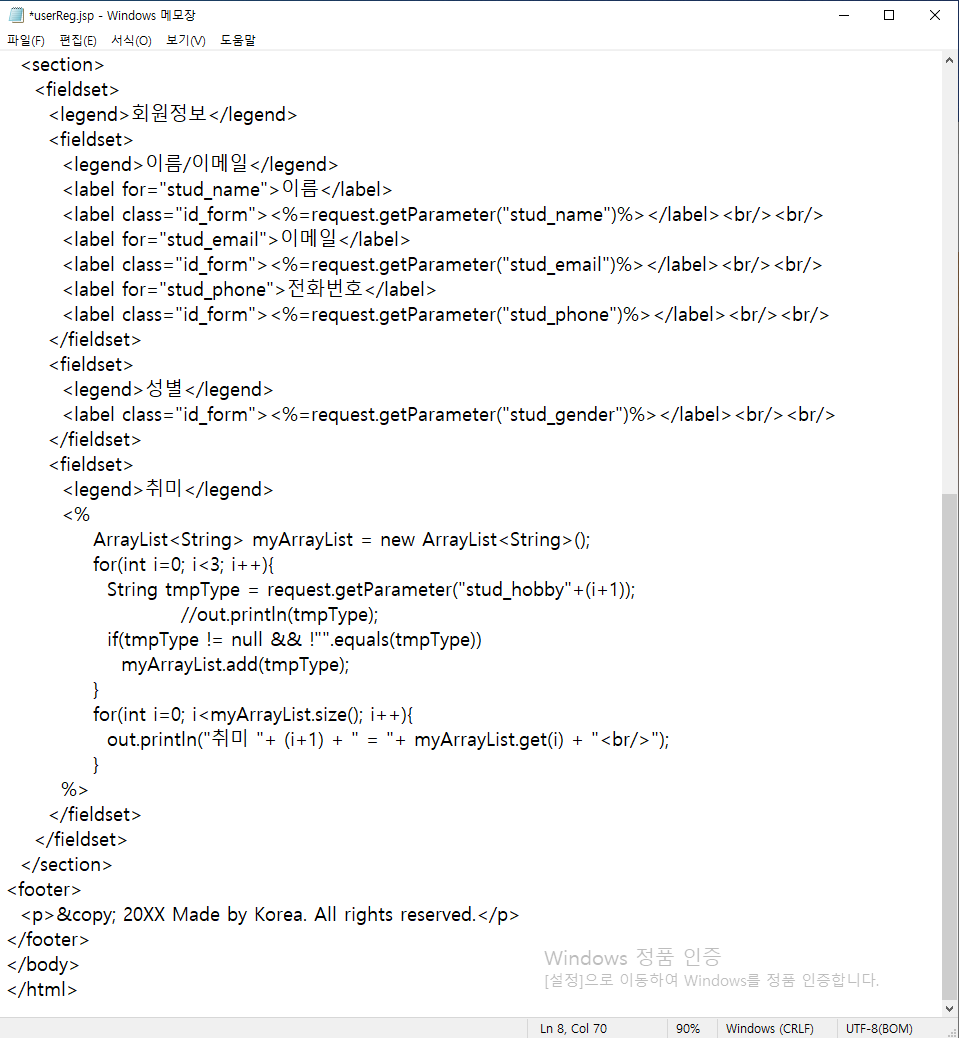 *userReg.jsp - Windows 메모장
파일(F) 편집(E) 서식(O) 보기(V) 도움말
<section>
<fieldset>
<legend>회원정보</legend>
<fieldset>
<legend>이름/이메일</legend>
<label for="stud_name">이름</label>
<label class="id_form"><%=request.getParameter("stud_name")%></label><br/><br/>
<label for="stud_email">이메일</label>
<label class="id_form"><%=request.getParameter("stud_email")%></label><br/><br/>
<label for="stud_phone">전화번호</label>
<label class="id_form"><%=request.getParameter("stud_phone")%></label><br/><br/>
</fieldset>
<fieldset>
<legend>성별</legend>
<label class="id_form"><%=request.getParameter("stud_gender")%></label><br/><br/>
</fieldset>
<fieldset>
<legend>취미</legend>
<%
ArrayList<String> myArrayList = new ArrayList<String>();
for(int i=0; i<3; i++){
String tmpType = request.getParameter("stud_hobby"+(i+1));
//out.println(tmpType);
if(tmpType != null && !"".equals(tmpType))
myArrayList.add(tmpType);
}
for(int i=0; i<myArrayList.size(); i++){
out.println("취미 "+ (i+1) + " = "+ myArrayList.get(i) + "<br/>");
}
%>
</fieldset>
</fieldset>
</section>
<footer>
<p>&copy; 20XX Made by Korea. All rights reserved.</p>
</footer>
</body>
</html>
Windows 정품 인증
[설정]으로 이동하여 Windows를 정품 인증합니다.
Ln 8, Col 70 90% Windows (CRLF) UTF-8(BOM)